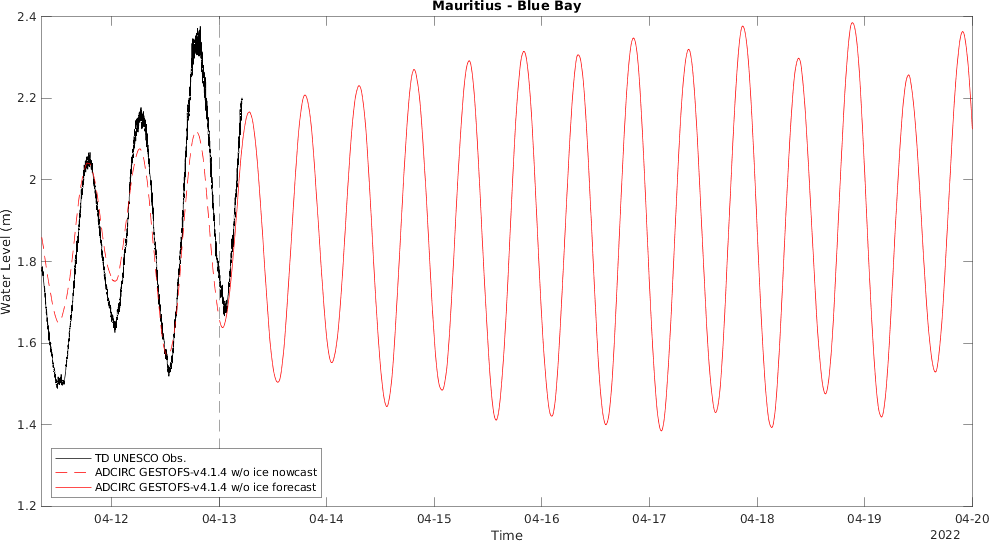 Mauritius - Blue Bay
Water Level (m)
2.4
2.2
2
1.8
1.6
1.4
1.2
TD UNESCO Obs.
ADCIRC GESTOFS-v4.1.4 w/o ice nowcast
ADCIRC GESTOFS-v4.1.4 w/o ice forecast
04-12 04-13 04-14 04-15 04-16 04-17 04-18 04-19 04-20
Time
2022